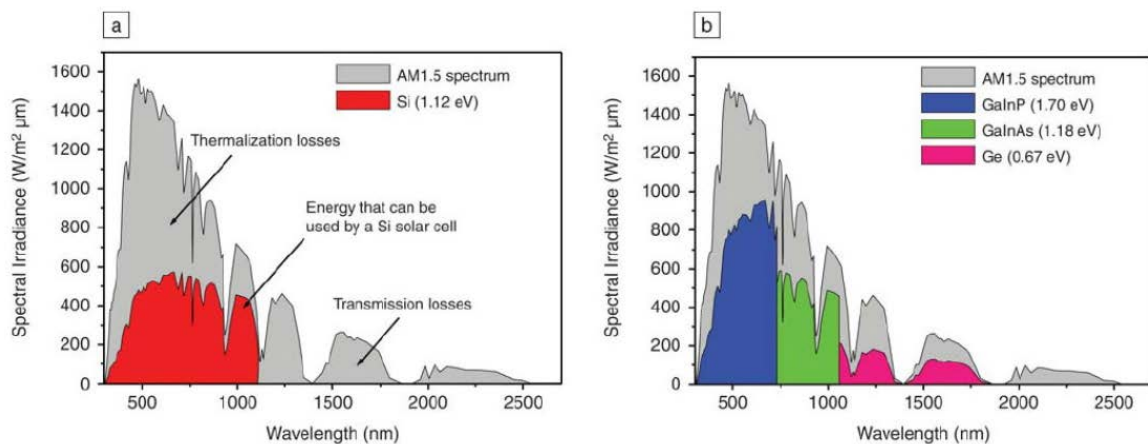 a
1600
1400
1200
1000
800
600
400
200
0
Spectral Irradiance (W/m² µm)
AM1.5 spectrum
Si (1.12 eV)
Thermalization losses
Energy that can be
used by a Si solar cell
Transmission losses
500 1000 1500 2000 2500
Wavelength (nm)
b
1600
1400
1200
1000
800
600
400
200
0
Spectral Irradiance (W/m² µm)
AM1.5 spectrum
GaInP (1.70 eV)
GaInAs (1.18 eV)
Ge (0.67 eV)
500 1000 1500 2000 2500
Wavelength (nm)